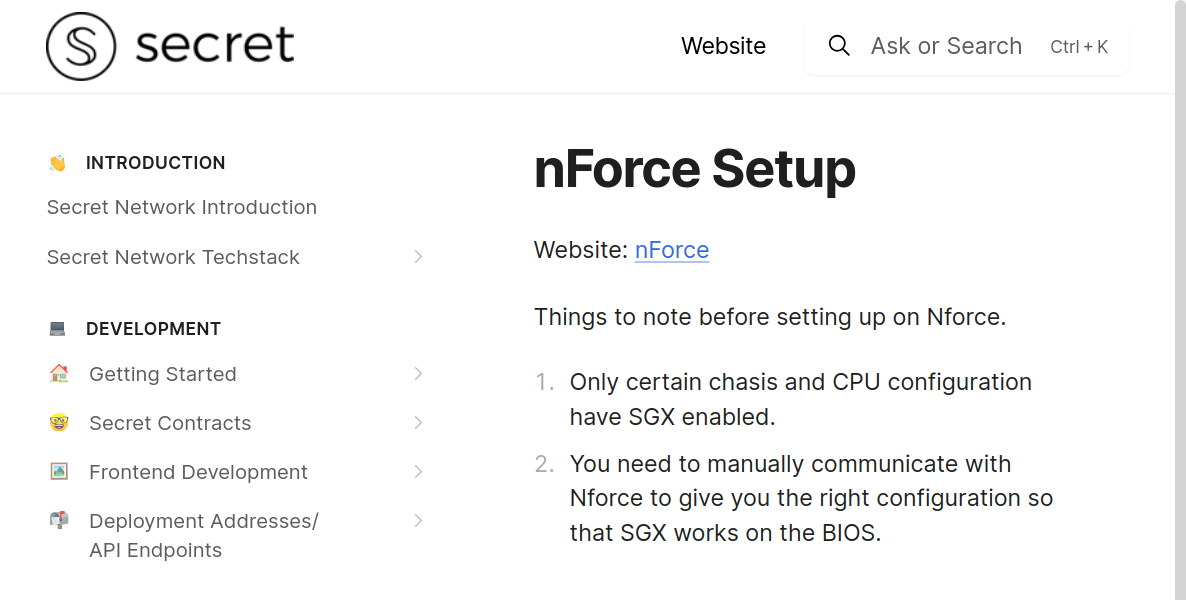 secret
Website
Ask or Search
Ctrl + K
INTRODUCTION
Secret Network Introduction
Secret Network Techstack
DEVELOPMENT
Getting Started
Secret Contracts
Frontend Development
Deployment Addresses/
API Endpoints
nForce Setup
Website: nForce
Things to note before setting up on Nforce.
1. Only certain chasis and CPU configuration
have SGX enabled.
2. You need to manually communicate with
Nforce to give you the right configuration so
that SGX works on the BIOS.